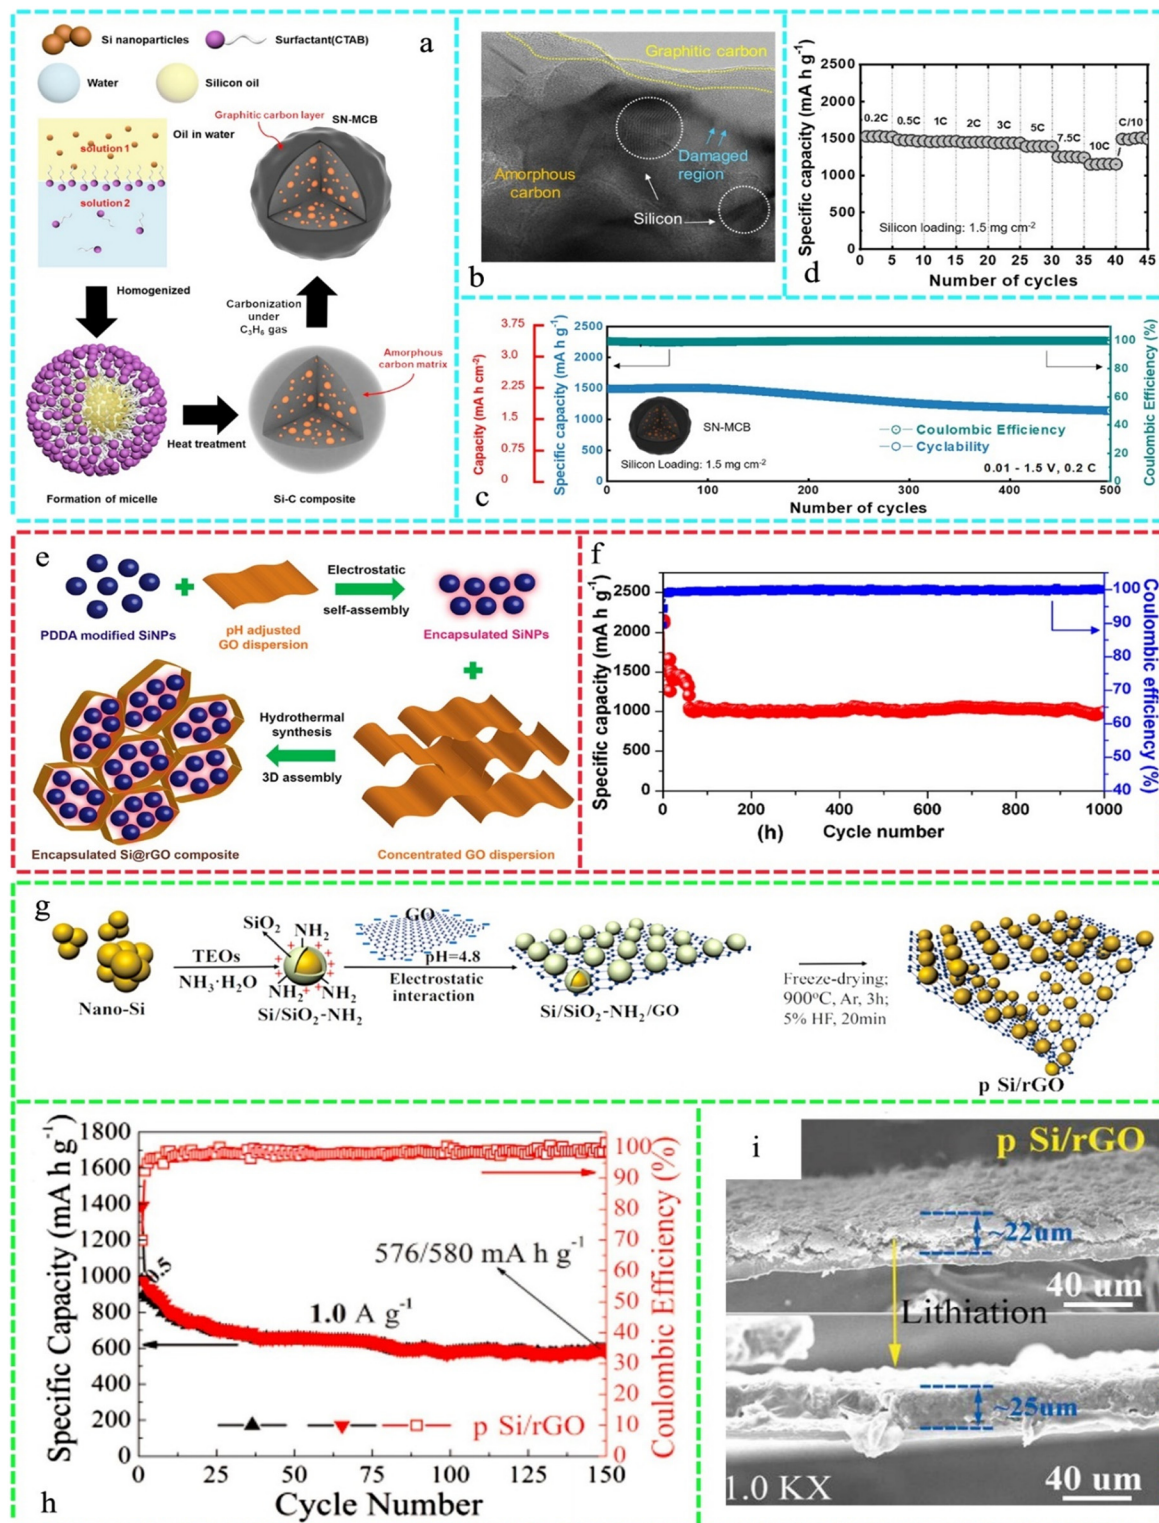 a
Si nanoparticles
Surfactant(CTAB)
Water
Silicon oil
Oil in water
solution 1
solution 2
Graphitic carbon layer
SN-MCB
Homogenized
Carbonization
under
C₃H₆ gas
Amorphous
carbon matrix
Heat treatment
Formation of micelle
Si-C composite
b
Graphitic carbon
Damaged
region
Amorphous
carbon
Silicon
d
Specific capacity (mA h g⁻¹)
2500
2000
1500
1000
500
0
0.2C
0.5C
1C
2C
3C
5C
7.5C
10C
C/10
Silicon loading: 1.5 mg cm⁻²
0 5 10 15 20 25 30 35 40 45
Number of cycles
c
Capacity (mA h cm⁻²)
3.75
3.0
2.25
1.5
0.75
0
Specific capacity (mA h g⁻¹)
2500
2000
1500
1000
500
0
SN-MCB
Silicon Loading: 1.5 mg cm⁻²
Coulombic Efficiency
Cyclability
0.01 - 1.5 V, 0.2 C
100
80
60
40
20
0
Coulombic Efficiency (%)
0 100 200 300 400 500
Number of cycles
e
PDDA modified SiNPs
pH adjusted
GO dispersion
Electrostatic
self-assembly
Encapsulated SiNPs
Hydrothermal
synthesis
3D assembly
Encapsulated Si@rGO composite
Concentrated GO dispersion
f
Specific capacity (mA h g⁻¹)
2500
2000
1500
1000
500
0
100
90
80
70
60
50
40
Coulombic efficiency (%)
0 200 400 600 800 1000
(h) Cycle number
g
Nano-Si
TEOs
NH₃·H₂O
SiO₂
NH₂
NH₂
NH₂
Si/SiO₂-NH₂
GO
pH=4.8
Electrostatic
interaction
Si/SiO₂-NH₂/GO
Freeze-drying;
900°C, Ar, 3h;
5% HF, 20min
p Si/rGO
h
Specific Capacity (mA h g⁻¹)
1800
1600
1400
1200
1000
800
600
400
200
0
0.5
1.0 A g⁻¹
576/580 mA h g⁻¹
p Si/rGO
100
90
80
70
60
50
40
30
20
10
0
Coulombic Efficiency (%)
0 25 50 75 100 125 150
Cycle Number
i
p Si/rGO
~22um
40 um
Lithiation
~25um
1.0 KX
40 um